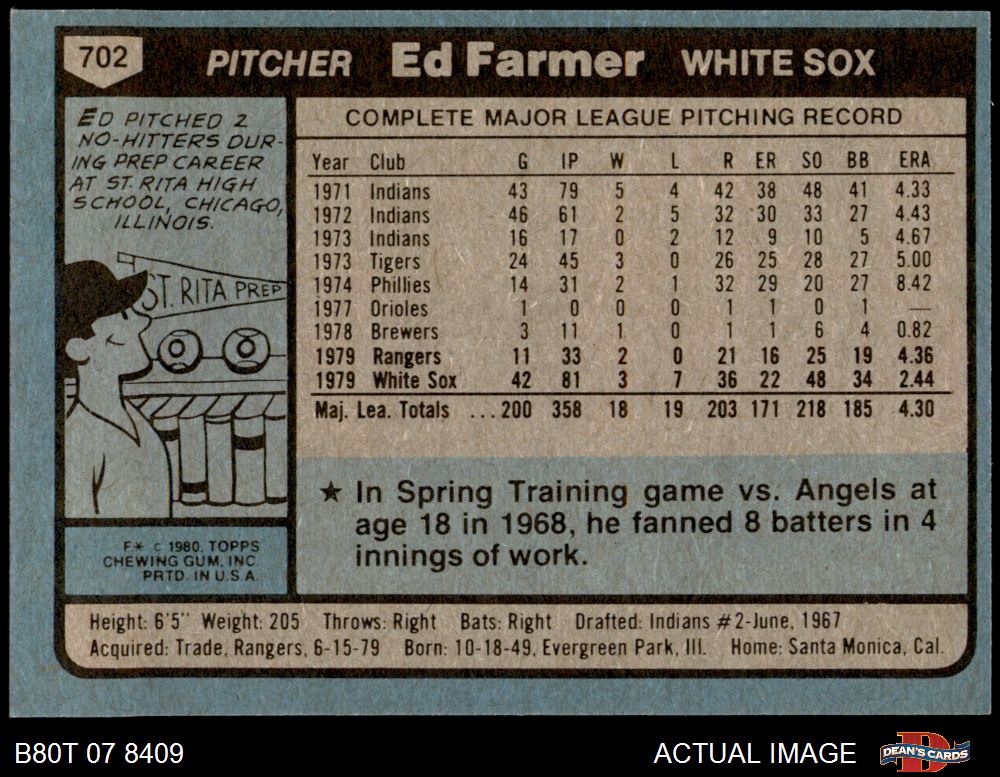 702 PITCHER Ed Farmer WHITE SOX
ED PITCHED 2
NO-HITTERS DUR-
ING PREP CAREER
AT ST. RITA HIGH
SCHOOL, CHICAGO,
ILLINOIS.
ST. RITA PREP
F* © 1980, TOPPS
CHEWING GUM, INC
PRTD. IN U.S.A.
COMPLETE MAJOR LEAGUE PITCHING RECORD
Year Club G IP W L R ER SO BB ERA
1971 Indians 43 79 5 4 42 38 48 41 4.33
1972 Indians 46 61 2 5 32 30 33 27 4.43
1973 Indians 16 17 0 2 12 9 10 5 4.67
1973 Tigers 24 45 3 0 26 25 28 27 5.00
1974 Phillies 14 31 2 1 32 29 20 27 8.42
1977 Orioles 1 0 0 0 1 1 0 1 —
1978 Brewers 3 11 1 0 1 1 6 4 0.82
1979 Rangers 11 33 2 0 21 16 25 19 4.36
1979 White Sox 42 81 3 7 36 22 48 34 2.44
Maj. Lea. Totals ...200 358 18 19 203 171 218 185 4.30
★ In Spring Training game vs. Angels at
age 18 in 1968, he fanned 8 batters in 4
innings of work.
Height: 6'5" Weight: 205 Throws: Right Bats: Right Drafted: Indians #2-June, 1967
Acquired: Trade, Rangers, 6-15-79 Born: 10-18-49, Evergreen Park, Ill. Home: Santa Monica, Cal.
B80T 07 8409 ACTUAL IMAGE DEAN'S CARDS